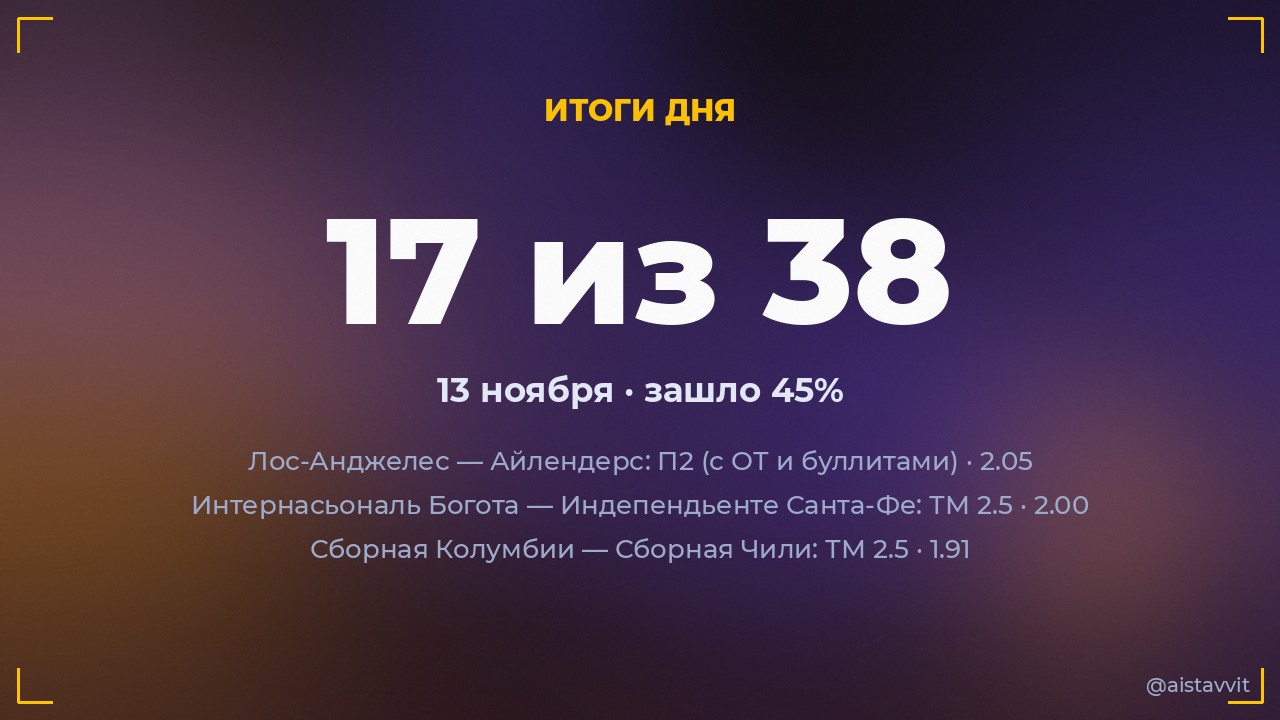 ИТОГИ ДНЯ
17 из 38
13 ноября · зашло 45%
Лос-Анджелес — Айлендерс: П2 (с ОТ и буллитами) · 2.05
Интернасьональ Богота — Индепендьенте Санта-Фе: ТМ 2.5 · 2.00
Сборная Колумбии — Сборная Чили: ТМ 2.5 · 1.91
@aistavvit